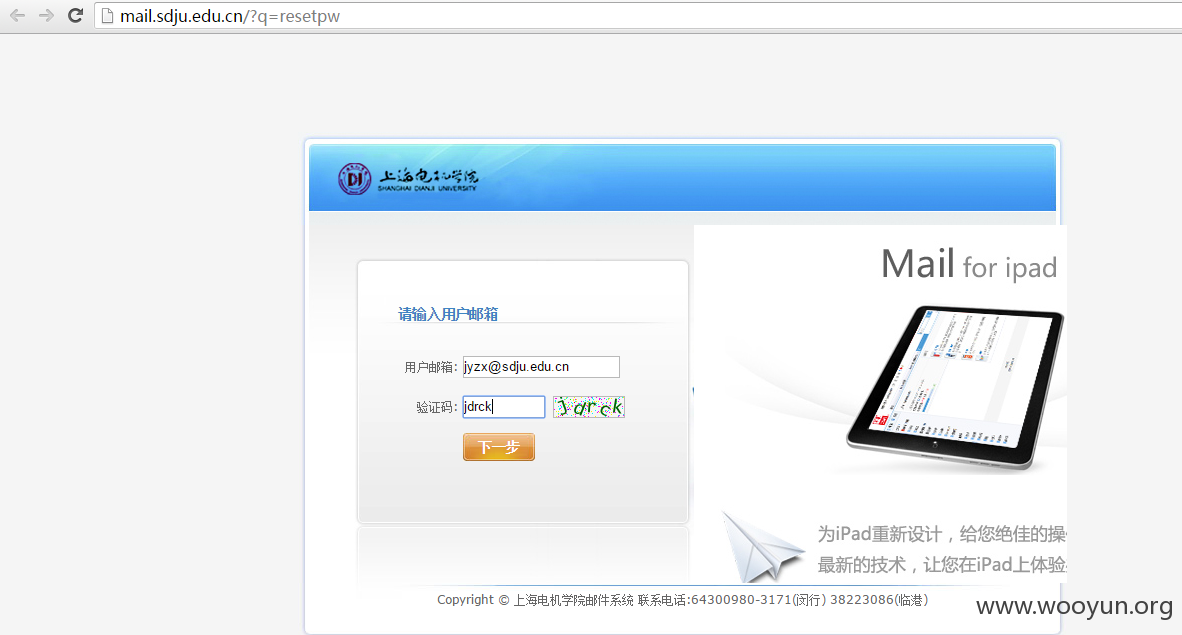 mail.sdju.edu.cn/?q=resetpw
上海电机学院
SHANGHAI DIANJI UNIVERSITY
Mail for ipad
请输入用户邮箱
用户邮箱: jyzx@sdju.edu.cn
验证码: jdrck jdrck
下一步
为iPad重新设计，给您绝佳的操
最新的技术，让您在iPad上体验
Copyright © 上海电机学院邮件系统 联系电话:64300980-3171(闵行) 38223086(临港)
www.wooyun.org